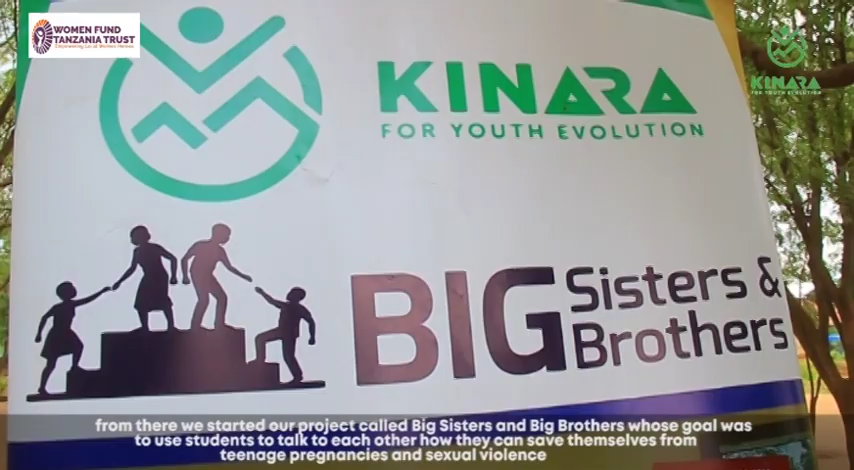 WOMEN FUND
TANZANIA TRUST
KINARA
FOR YOUTH EVOLUTION
KINARA
FOR YOUTH EVOLUTION
BIG Sisters &
Brothers
from there we started our project called Big Sisters and Big Brothers whose goal was
to use students to talk to each other how they can save themselves from
teenage pregnancies and sexual violence